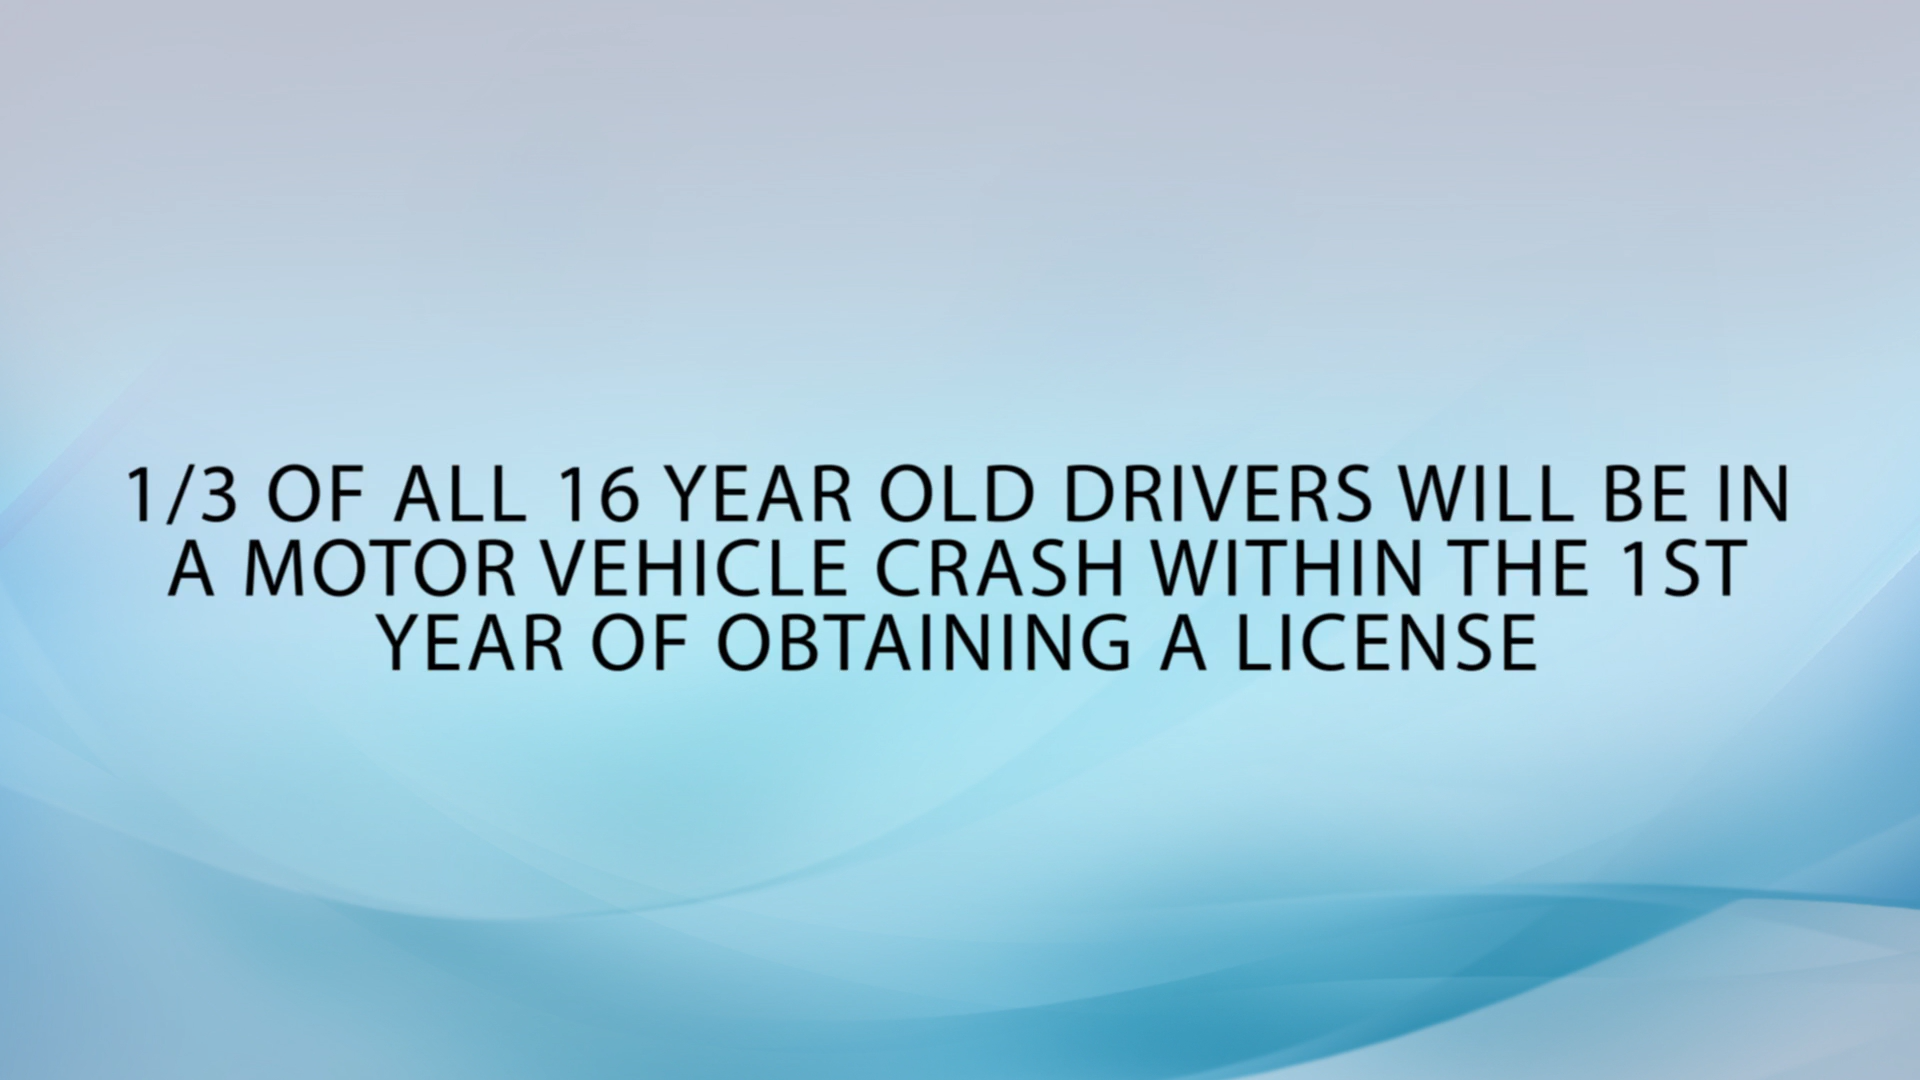 1/3 OF ALL 16 YEAR OLD DRIVERS WILL BE IN
A MOTOR VEHICLE CRASH WITHIN THE 1ST
YEAR OF OBTAINING A LICENSE